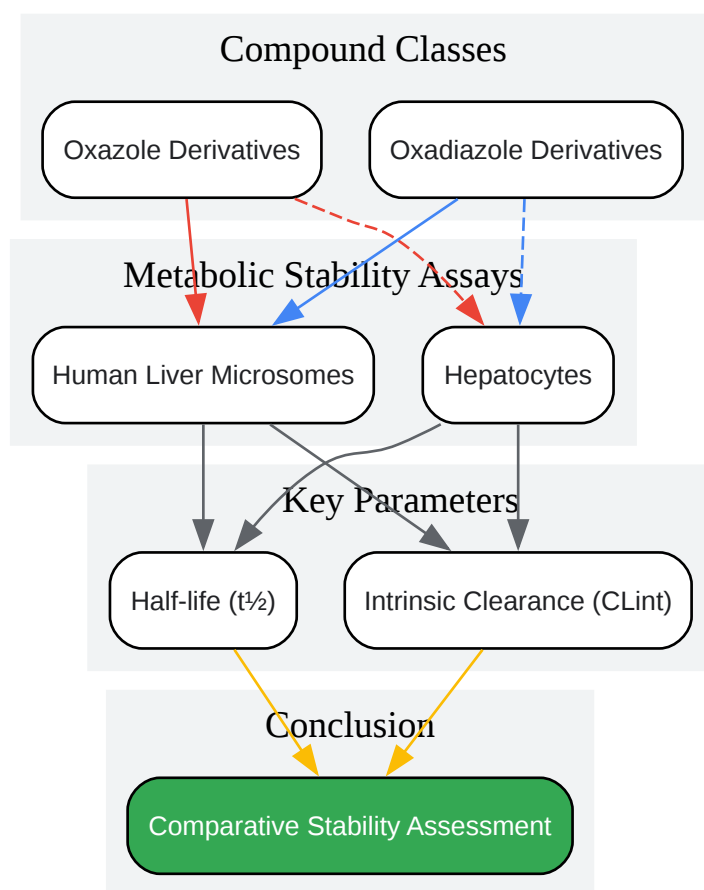 Compound Classes
Oxazole Derivatives
Oxadiazole Derivatives
Metabolic Stability Assays
Human Liver Microsomes
Hepatocytes
Key Parameters
Half-life (t½)
Intrinsic Clearance (CLint)
Conclusion
Comparative Stability Assessment